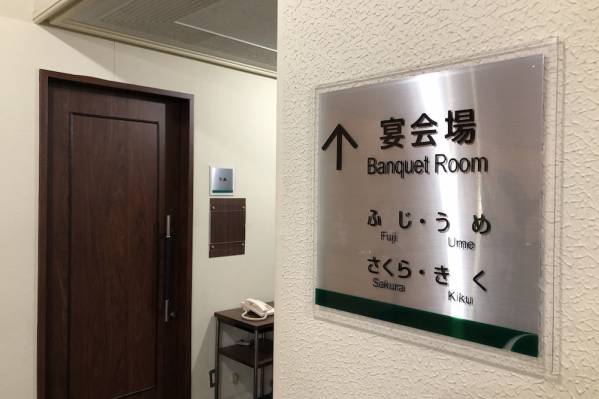 ↑ 宴会場
Banquet Room
ふじ・うめ
Fuji Ume
さくら・きく
Sakura Kiku